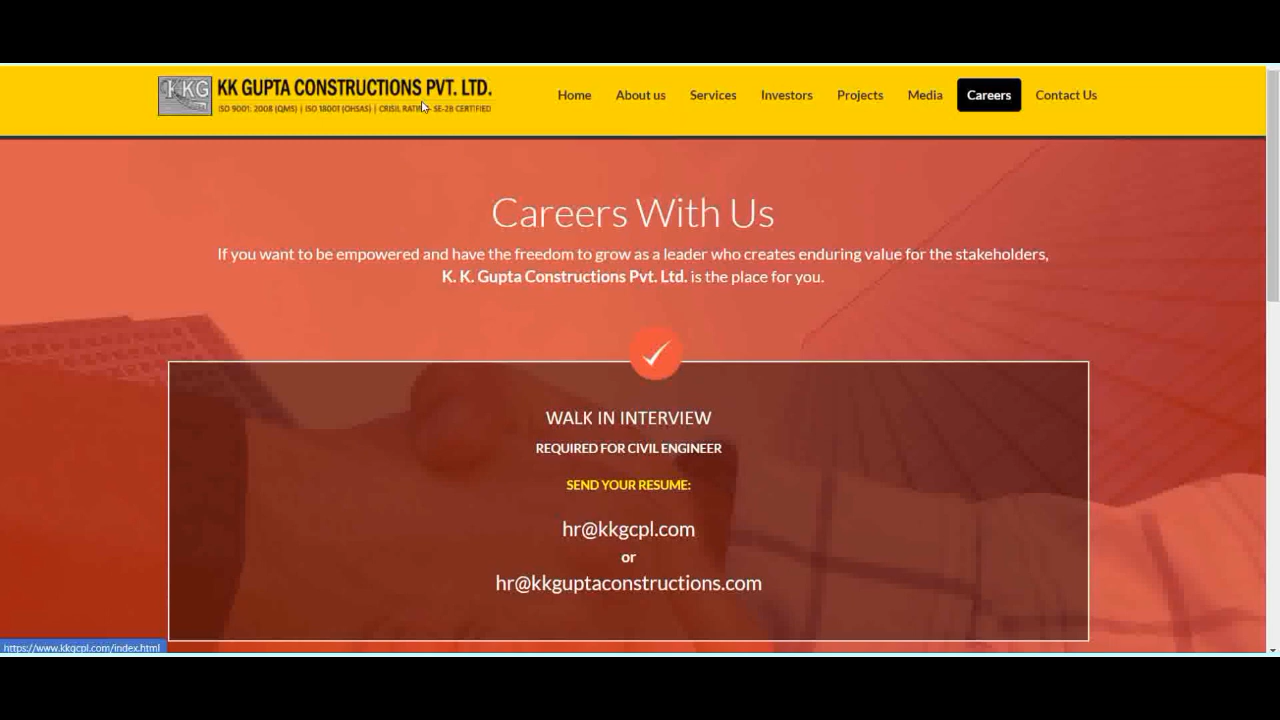 KKG
KK GUPTA CONSTRUCTIONS PVT. LTD.
ISO 9001: 2008 (QMS) | ISO 18001 (OHSAS) | CRISIL RATING SE-2B CERTIFIED
Home About us Services Investors Projects Media Careers Contact Us
Careers With Us
If you want to be empowered and have the freedom to grow as a leader who creates enduring value for the stakeholders,
K. K. Gupta Constructions Pvt. Ltd. is the place for you.
WALK IN INTERVIEW
REQUIRED FOR CIVIL ENGINEER
SEND YOUR RESUME:
hr@kkgcpl.com
or
hr@kkguptaconstructions.com
https://www.kkgcpl.com/index.html